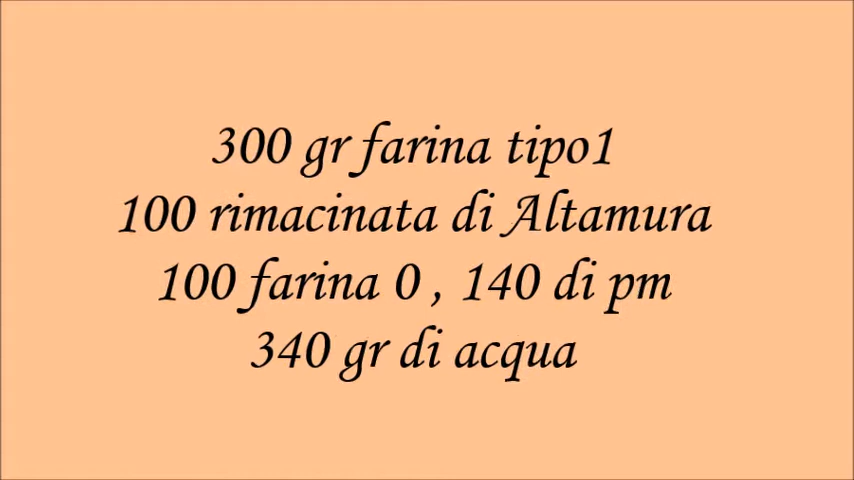 300 gr farina tipo1
100 rimacinata di Altamura
100 farina 0 , 140 di pm
340 gr di acqua